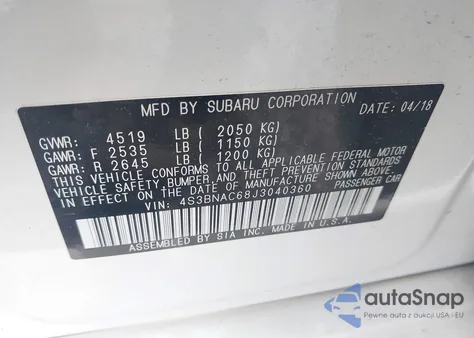 MFD BY SUBARU CORPORATION DATE: 04/18
GVWR: 4519 LB ( 2050 KG)
GAWR: F 2535 LB ( 1150 KG)
GAWR: R 2645 LB ( 1200 KG)
THIS VEHICLE CONFORMS TO ALL APPLICABLE FEDERAL MOTOR
VEHICLE SAFETY, BUMPER, AND THEFT PREVENTION STANDARDS
IN EFFECT ON THE DATE OF MANUFACTURE SHOWN ABOVE.
VIN: 4S3BNAC68J3040360 PASSENGER CAR
ASSEMBLED BY SIA INC. MADE IN U.S.A.
autoSnap
Pewne auta z aukcji USA i EU